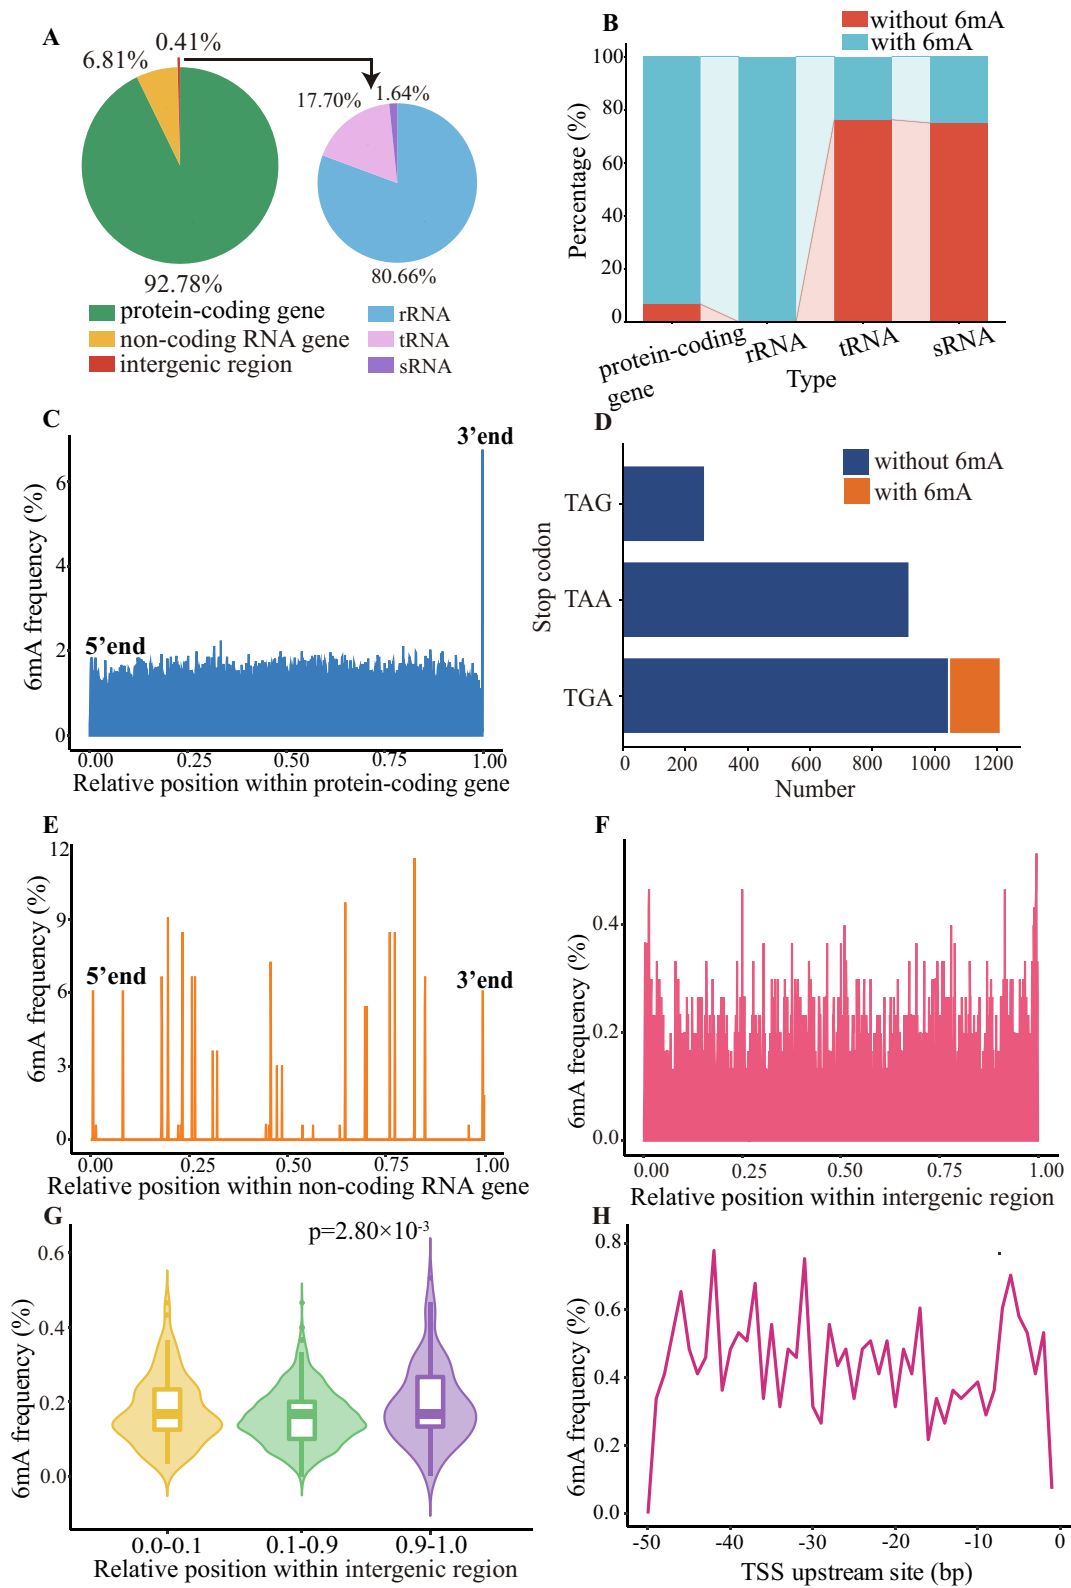 A
0.41%
6.81%
17.70%
1.64%
92.78%
80.66%
protein-coding gene
non-coding RNA gene
intergenic region
rRNA
tRNA
sRNA
B
without 6mA
with 6mA
Percentage (%)
100
80
60
40
20
0
protein-coding
gene
rRNA
tRNA
sRNA
Type
C
3’end
5’end
6mA frequency (%)
6
4
2
0
0.00
0.25
0.50
0.75
1.00
Relative position within protein-coding gene
D
without 6mA
with 6mA
Stop codon
TAG
TAA
TGA
0
200
400
600
800
1000
1200
Number
E
6mA frequency (%)
12
9
6
3
0
5’end
3’end
0.00
0.25
0.50
0.75
1.00
Relative position within non-coding RNA gene
F
6mA frequency (%)
0.4
0.2
0.0
0.00
0.25
0.50
0.75
1.00
Relative position within intergenic region
G
p=2.80×10-3
6mA frequency (%)
0.6
0.4
0.2
0.0
0.0-0.1
0.1-0.9
0.9-1.0
Relative position within intergenic region
H
6mA frequency (%)
0.8
0.6
0.4
0.2
0.0
-50
-40
-30
-20
-10
0
TSS upstream site (bp)